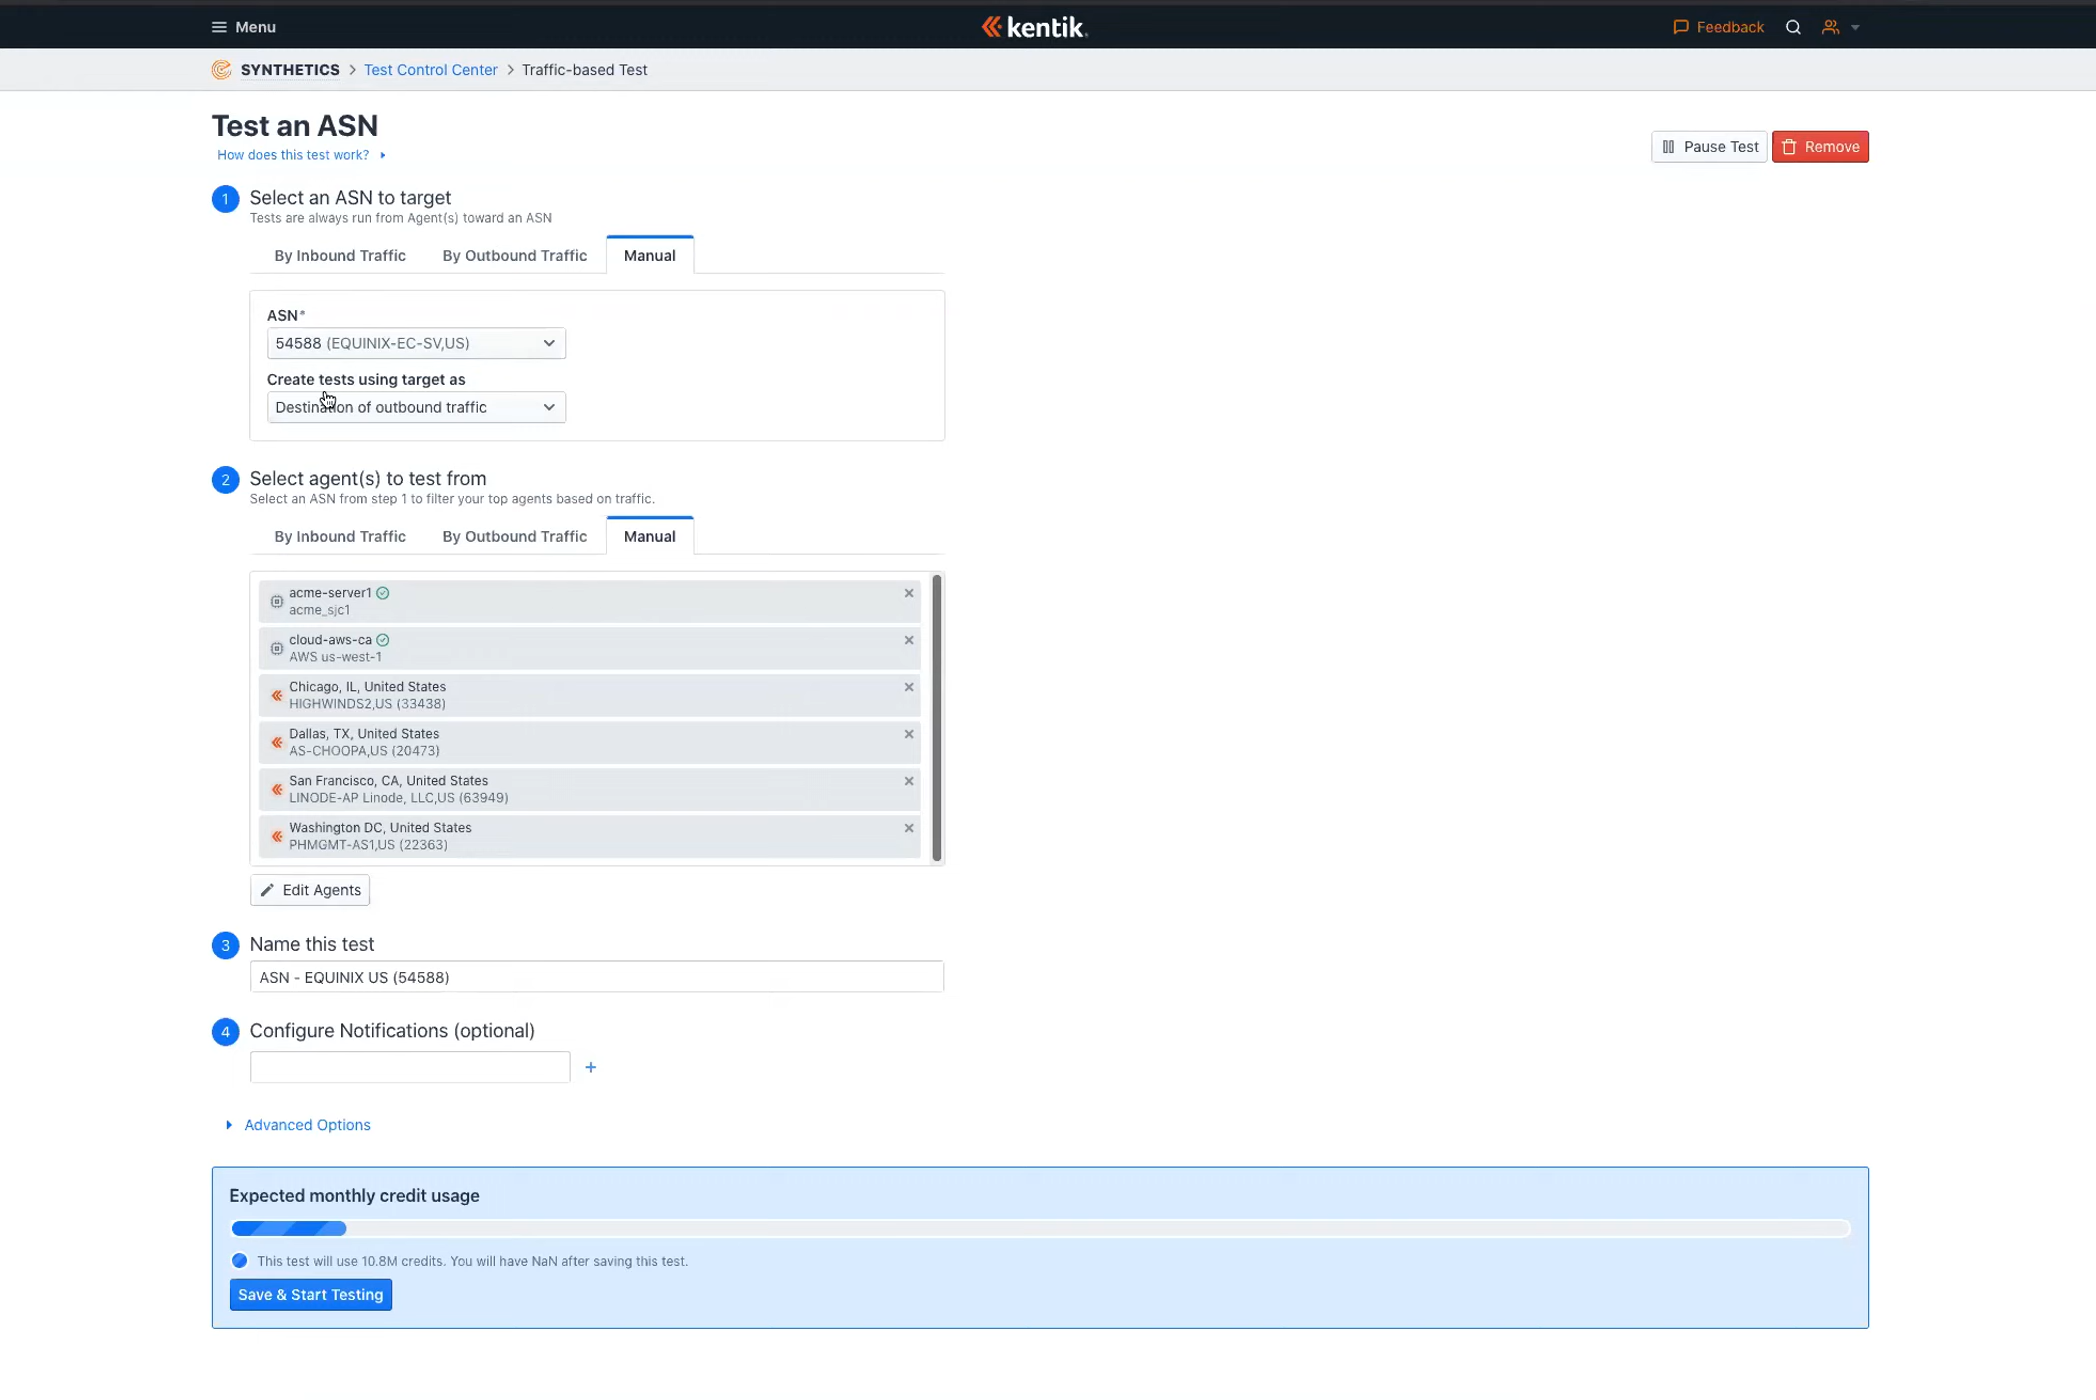 Menu
kentik
Feedback
SYNTHETICS > Test Control Center > Traffic-based Test
Test an ASN
How does this test work?
Pause Test
Remove
1 Select an ASN to target
Tests are always run from Agent(s) toward an ASN
By Inbound Traffic By Outbound Traffic Manual
ASN*
54588 (EQUINIX-EC-SV,US)
Create tests using target as
Destination of outbound traffic
2 Select agent(s) to test from
Select an ASN from step 1 to filter your top agents based on traffic.
By Inbound Traffic By Outbound Traffic Manual
acme-server1
acme_sjc1
cloud-aws-ca
AWS us-west-1
Chicago, IL, United States
HIGHWINDS2,US (33438)
Dallas, TX, United States
AS-CHOOPA,US (20473)
San Francisco, CA, United States
LINODE-AP Linode, LLC,US (63949)
Washington DC, United States
PHMGMT-AS1,US (22363)
Edit Agents
3 Name this test
ASN - EQUINIX US (54588)
4 Configure Notifications (optional)
+
Advanced Options
Expected monthly credit usage
This test will use 10.8M credits. You will have NaN after saving this test.
Save & Start Testing